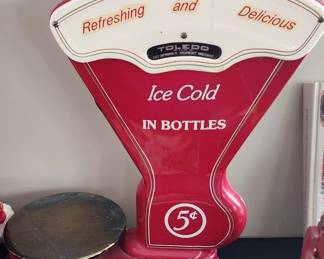 Refreshing and Delicious
TOLEDO
Ice Cold
IN BOTTLES
5¢